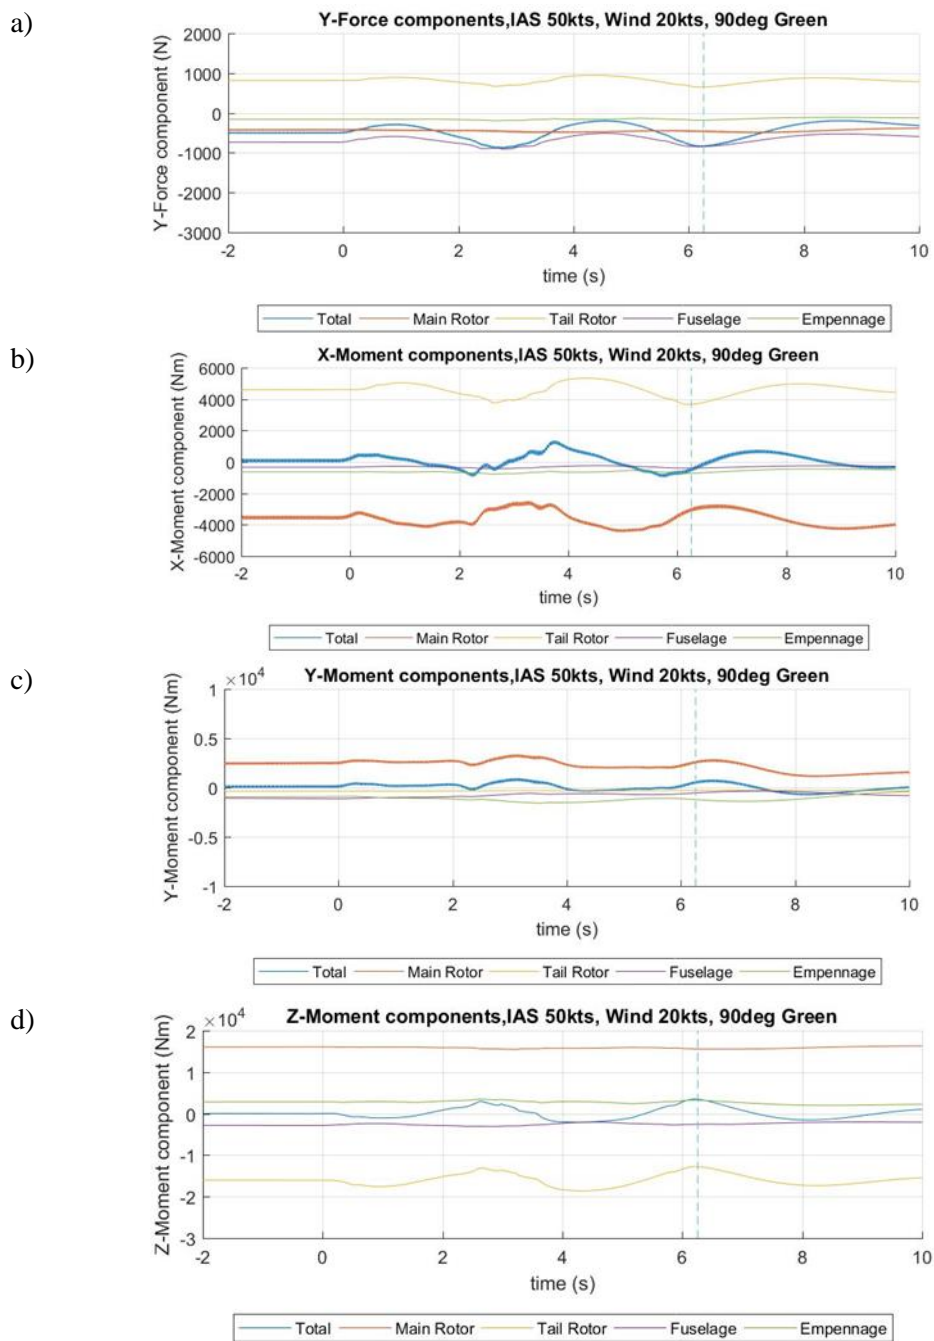 a)
Y-Force components,IAS 50kts, Wind 20kts, 90deg Green
Y-Force component (N)
2000
1000
0
-1000
-2000
-3000
-2 0 2 4 6 8 10
time (s)
Total Main Rotor Tail Rotor Fuselage Empennage
b)
X-Moment components,IAS 50kts, Wind 20kts, 90deg Green
X-Moment component (Nm)
6000
4000
2000
0
-2000
-4000
-6000
-2 0 2 4 6 8 10
time (s)
Total Main Rotor Tail Rotor Fuselage Empennage
c)
×10⁴
Y-Moment components,IAS 50kts, Wind 20kts, 90deg Green
Y-Moment component (Nm)
1
0.5
0
-0.5
-1
-2 0 2 4 6 8 10
time (s)
Total Main Rotor Tail Rotor Fuselage Empennage
d)
×10⁴
Z-Moment components,IAS 50kts, Wind 20kts, 90deg Green
Z-Moment component (Nm)
2
1
0
-1
-2
-3
-2 0 2 4 6 8 10
time (s)
Total Main Rotor Tail Rotor Fuselage Empennage